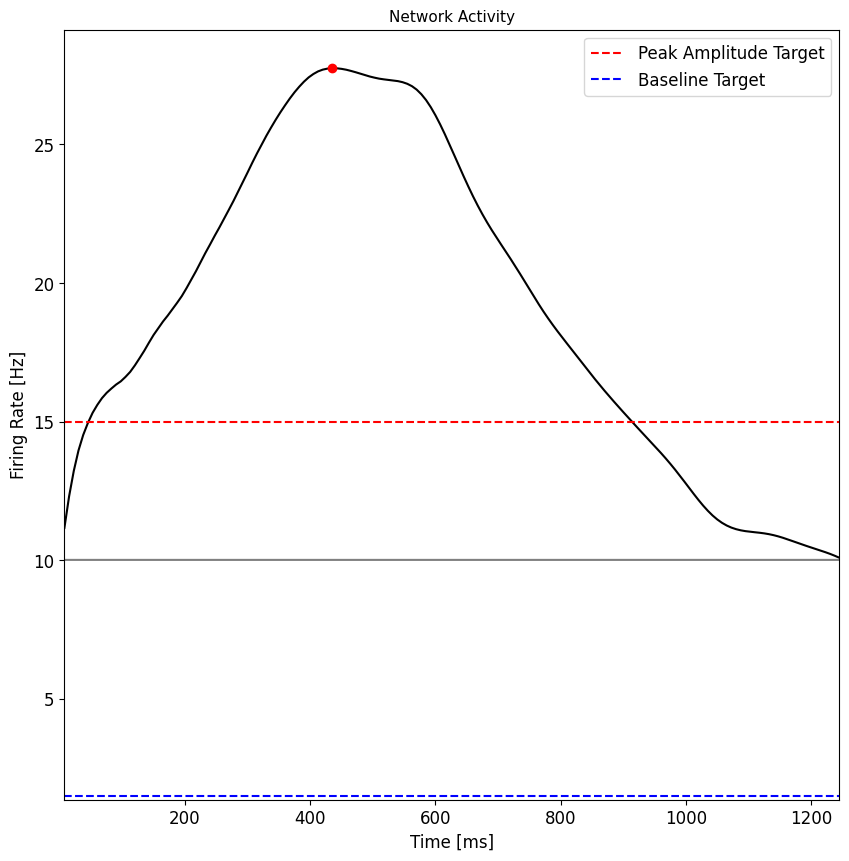 Network Activity
Peak Amplitude Target
Baseline Target
Firing Rate [Hz]
25
20
15
10
5
200 400 600 800 1000 1200
Time [ms]